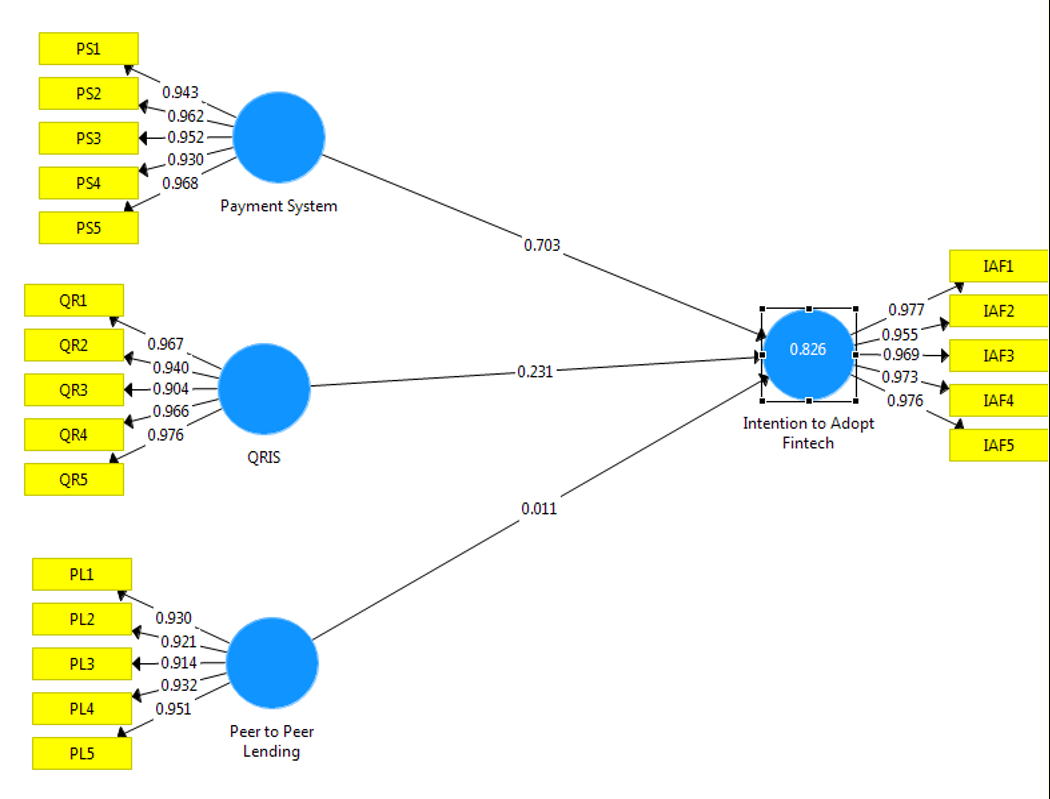 PS1
0.943
PS2
0.962
PS3
0.952
PS4
0.930
0.968
PS5
Payment System
0.703
QR1
0.967
QR2
0.940
QR3
0.904
QR4
0.966
0.976
QR5
QRIS
0.231
PL1
0.930
PL2
0.921
PL3
0.914
PL4
0.932
0.951
PL5
Peer to Peer
Lending
0.011
0.826
Intention to Adopt
Fintech
IAF1
0.977
IAF2
0.955
IAF3
0.969
0.973
IAF4
0.976
IAF5